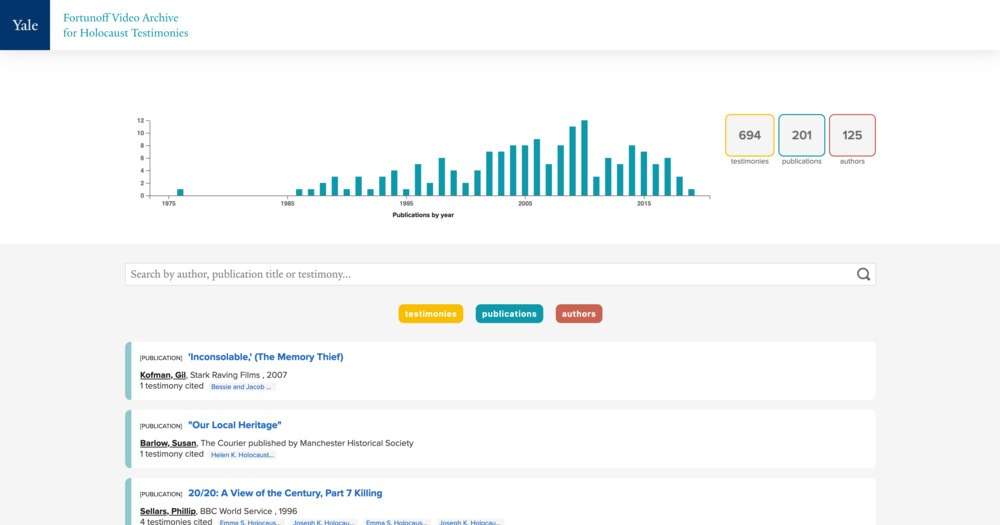 Yale
Fortunoff Video Archive
for Holocaust Testimonies
12
10
8
6
4
2
0
1975
1985
1995
2005
2015
Publications by year
694
201
125
testimonies
publications
authors
Search by author, publication title or testimony...
testimonies
publications
authors
[PUBLICATION] 'Inconsolable,' (The Memory Thief)
Kofman, Gil, Stark Raving Films , 2007
1 testimony cited Bessie and Jacob ...
[PUBLICATION] "Our Local Heritage"
Barlow, Susan, The Courier published by Manchester Historical Society
1 testimony cited Helen K. Holocaust...
[PUBLICATION] 20/20: A View of the Century, Part 7 Killing
Sellars, Phillip, BBC World Service , 1996
4 testimonies cited Emma S. Holocaus... Joseph K. Holocau... Emma S. Holocaus... Joseph K. Holocau...